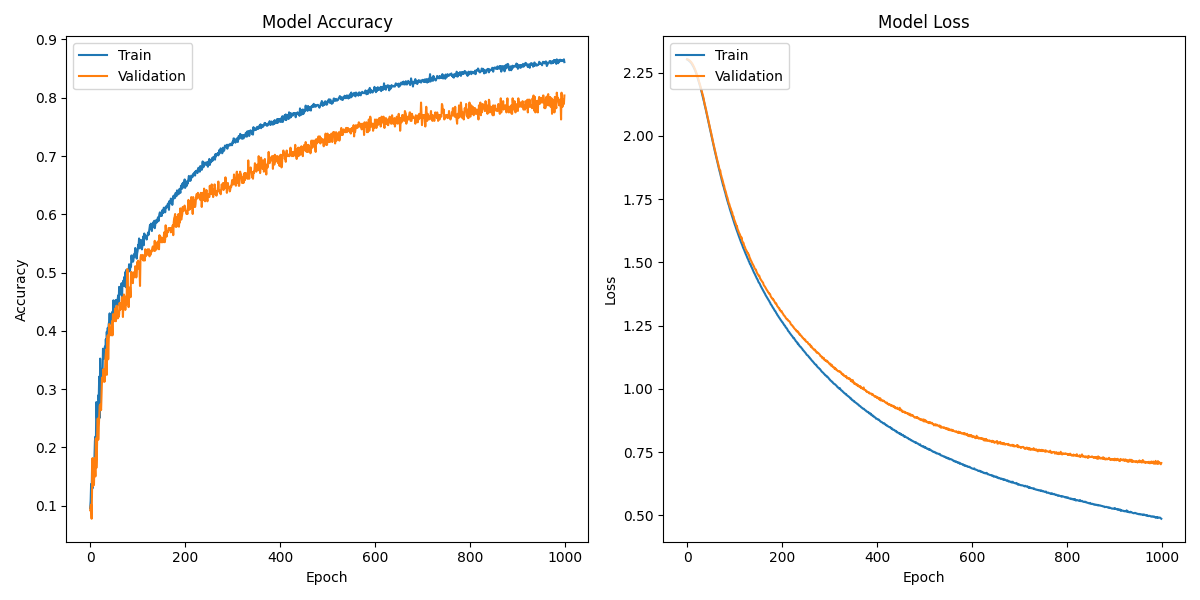 Model Accuracy
Train
Validation
0.9
0.8
0.7
0.6
0.5
0.4
0.3
0.2
0.1
Accuracy
0 200 400 600 800 1000
Epoch
Model Loss
Train
Validation
2.25
2.00
1.75
1.50
1.25
1.00
0.75
0.50
Loss
0 200 400 600 800 1000
Epoch